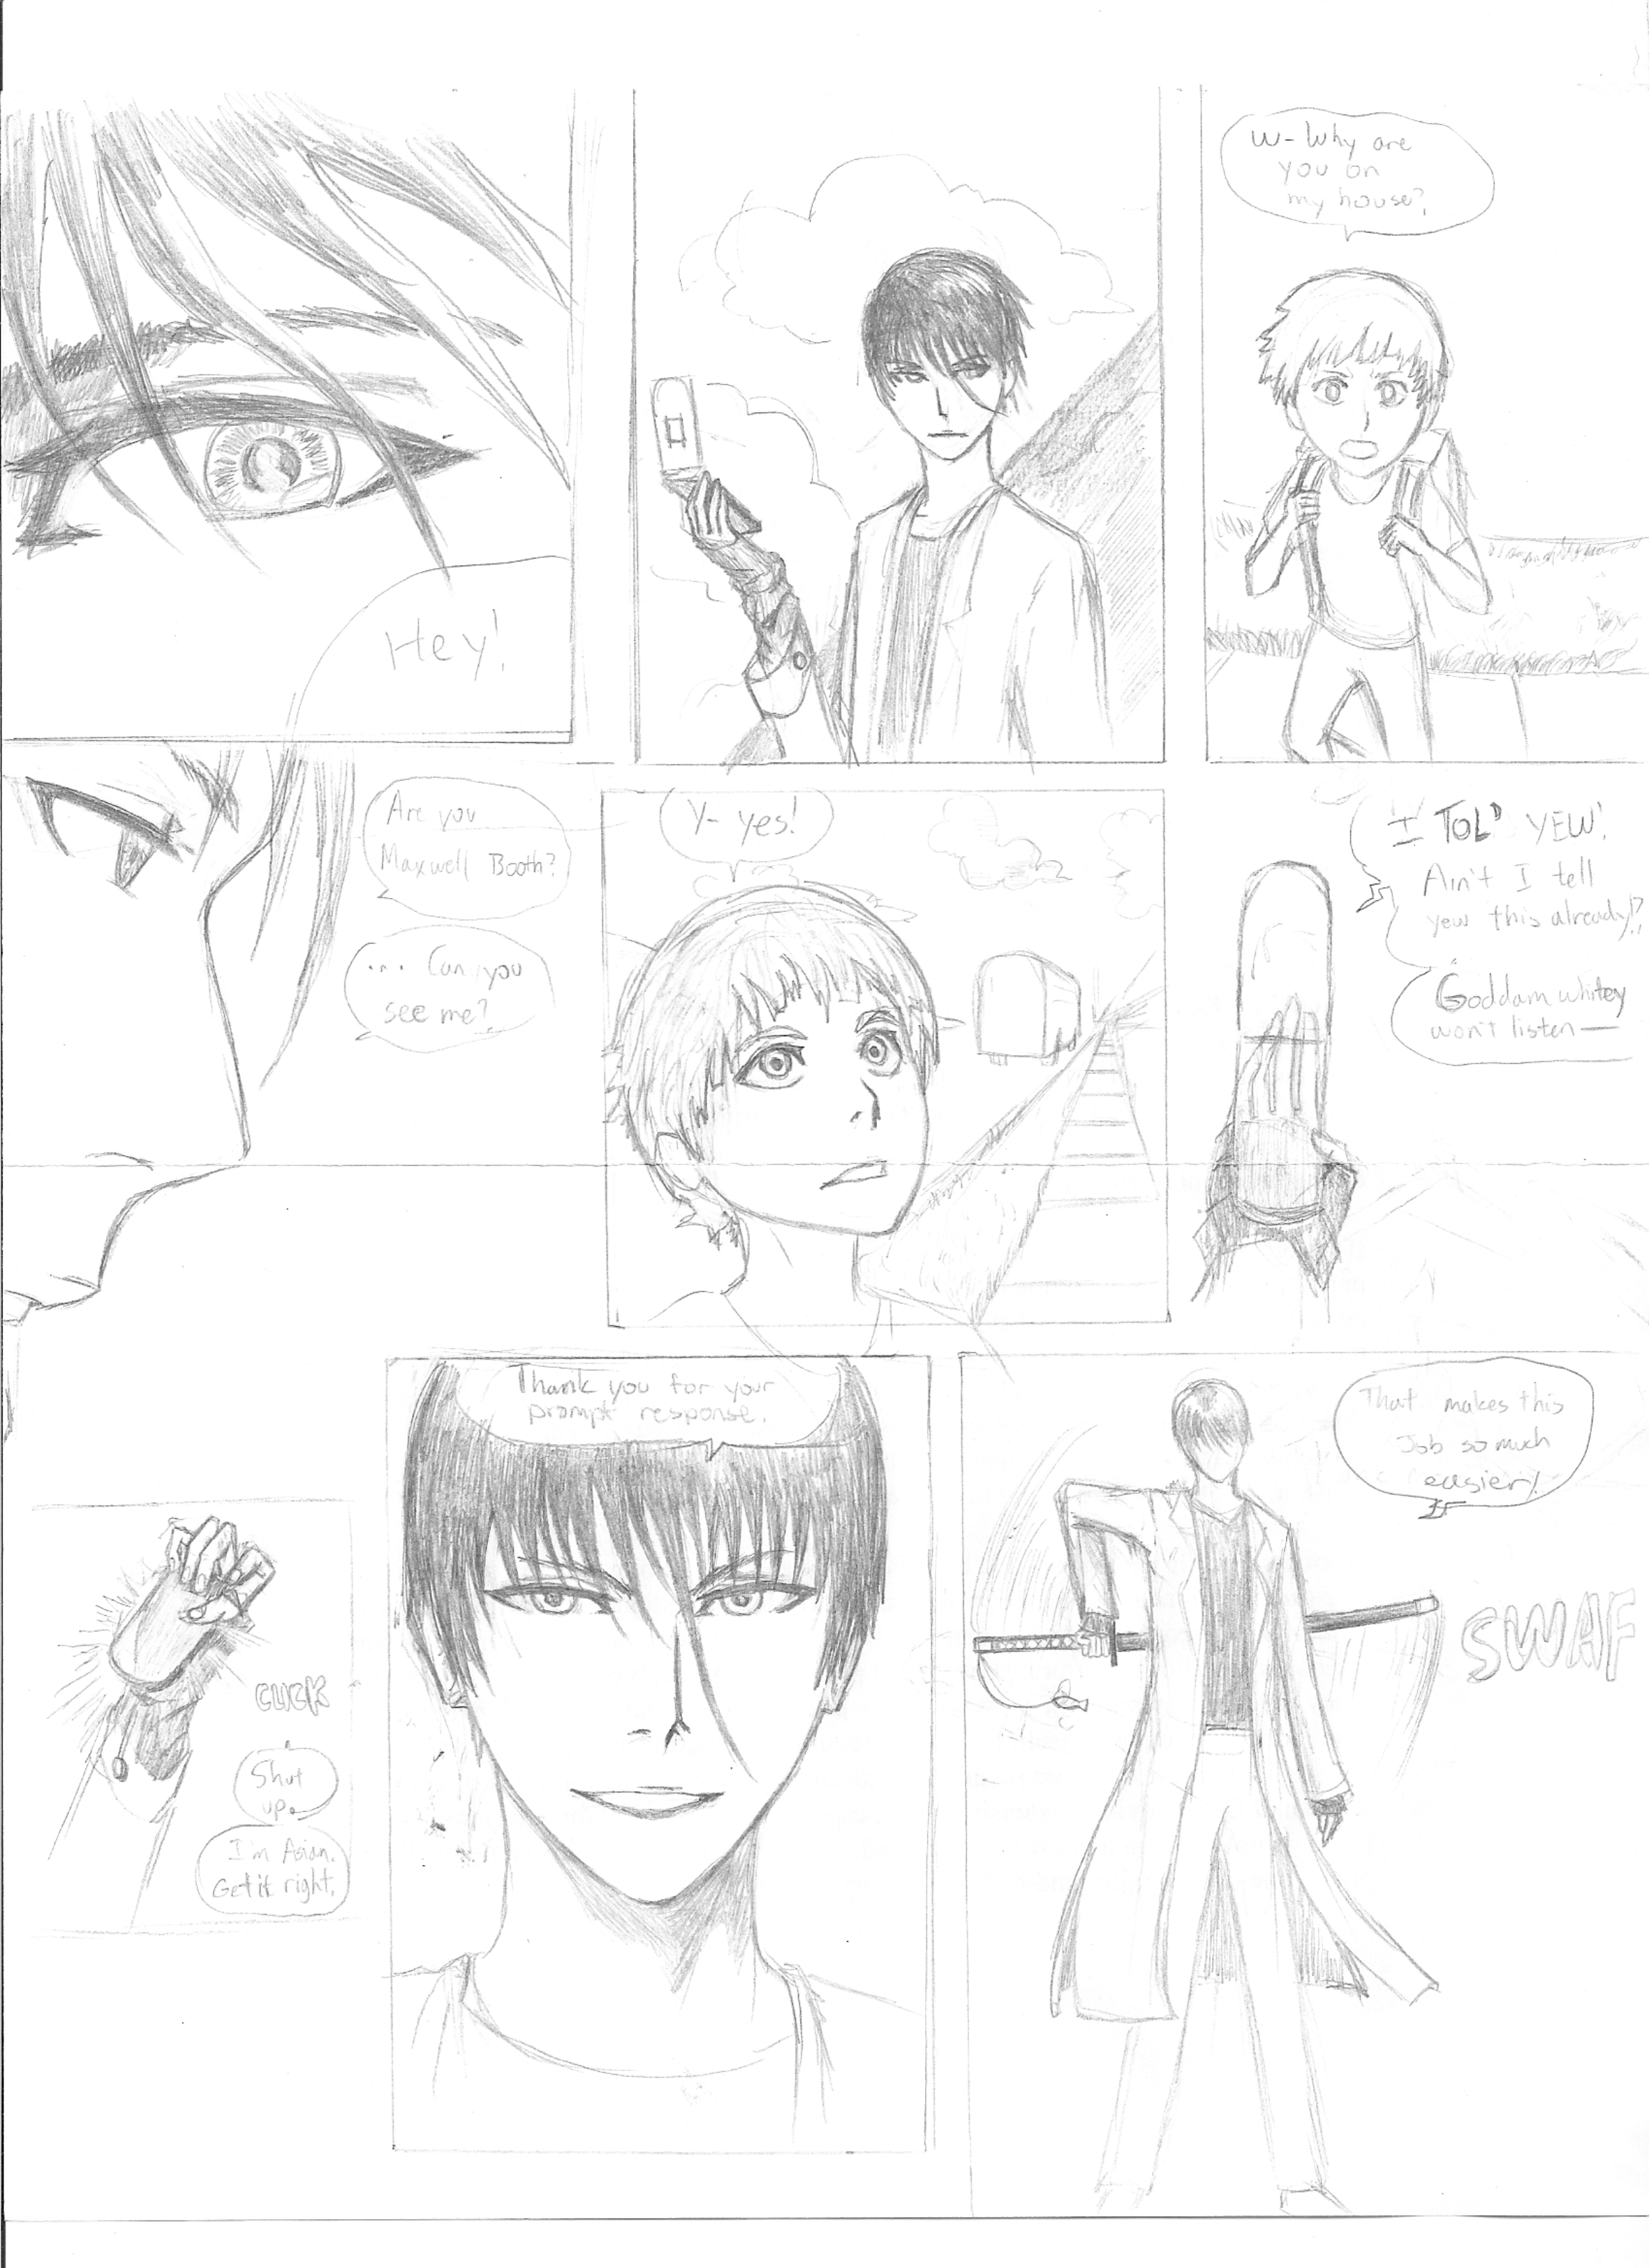 Hey!
W- Why are
you on
my house?
Are you
Maxwell Booth?
... Can you
see me?
Y- yes!
I TOL' YEW!
Ain't I tell
yew this already!?
Goddam whitey
won't listen—
CLICK
Shut
up.
I'm Asian.
Get it right.
Thank you for your
prompt response.
That makes this
Job so much
easier!
SWAF